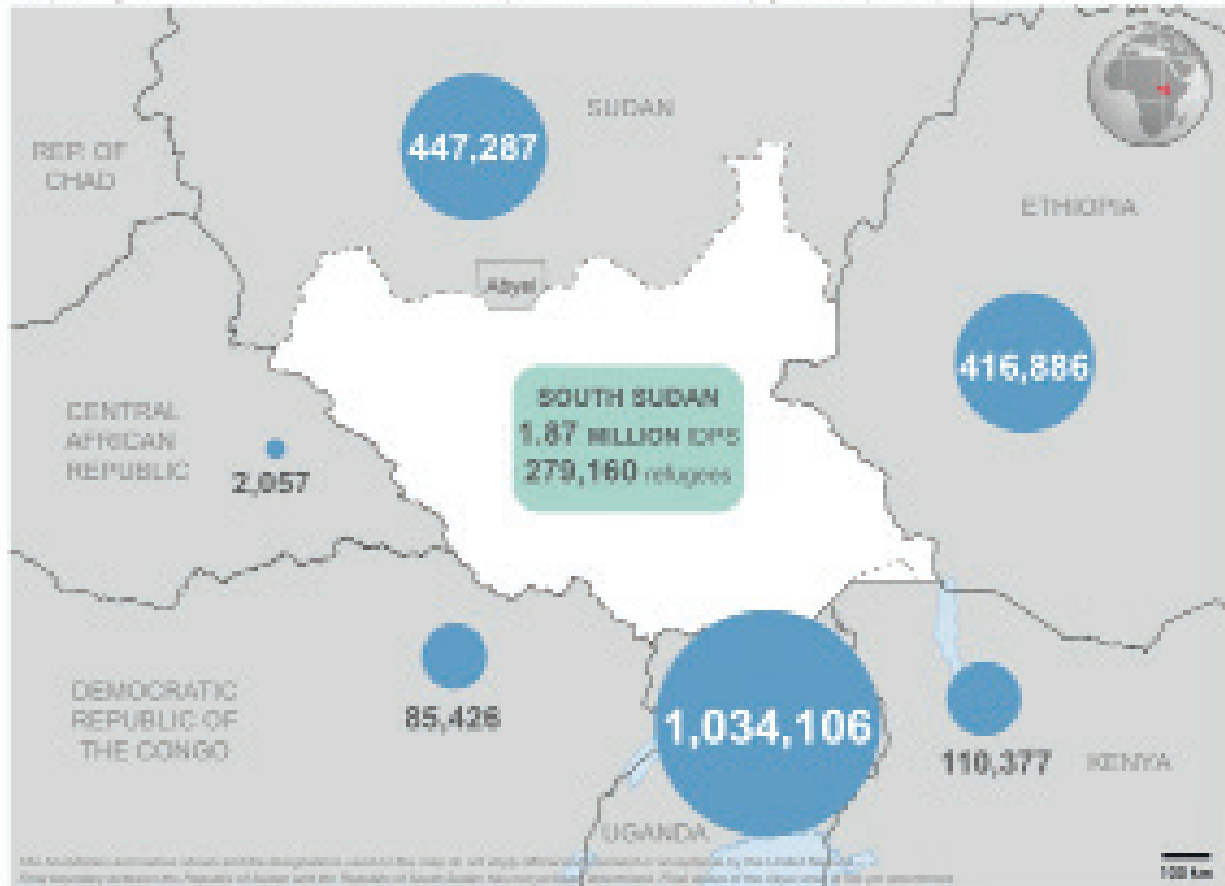 SUDAN
447,287
REP. OF
CHAD
ETHIOPIA
Abyei
416,886
SOUTH SUDAN
1.87 MILLION IDPS
279,160 refugees
CENTRAL
AFRICAN
REPUBLIC
2,057
DEMOCRATIC
REPUBLIC OF
THE CONGO
85,426
1,034,106
110,377
KENYA
UGANDA
100 km